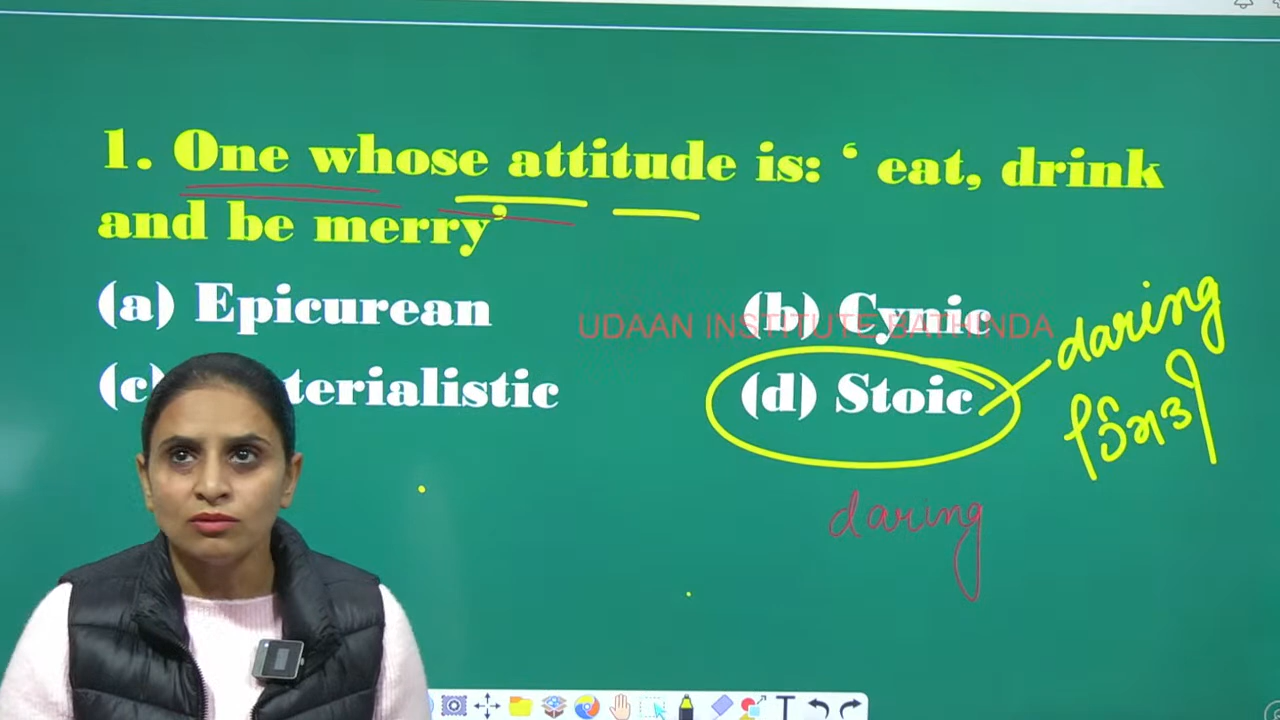 1. One whose attitude is: ‘ eat, drink
and be merry’
(a) Epicurean
(b) Cynic
UDAAN INSTITUTE BATHINDA
daring
(c) terialistic
(d) Stoic
ਹਿੰਮਤੀ
daring